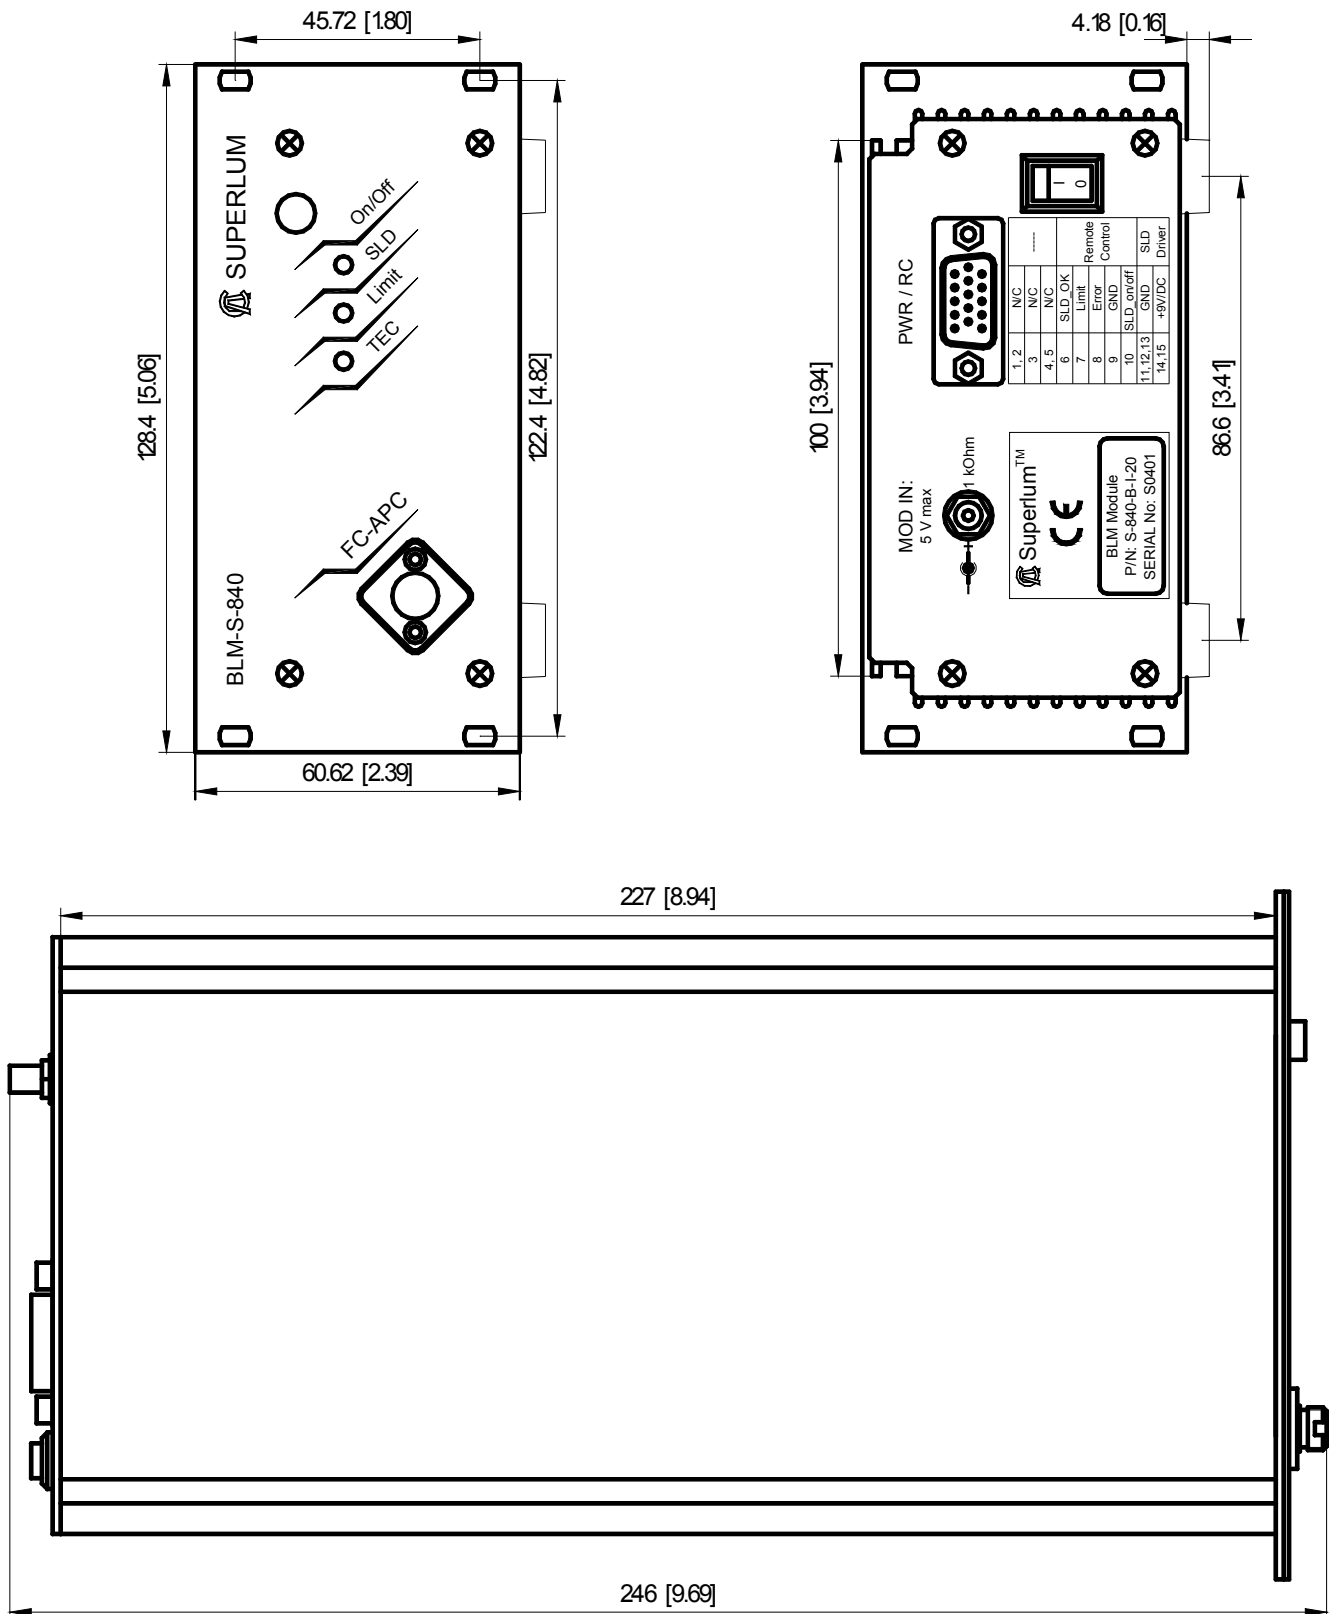 45.72 [1.80]
4.18 [0.16]
SUPERLUM
On/Off
SLD
Limit
TEC
FC-APC
BLM-S-840
128.4 [5.06]
122.4 [4.82]
60.62 [2.39]
100 [3.94]
86.6 [3.41]
I
0
PWR / RC
1, 2 N/C -----
3 N/C
4, 5 N/C
6 SLD_OK Remote Control
7 Limit
8 Error
9 GND
10 SLD_on/off
11,12,13 GND SLD Driver
14,15 +9V/DC
MOD IN:
5 V max
1 kOhm
Superlum™
CE
BLM Module
P/N: S-840-B-I-20
SERIAL No: S0401
227 [8.94]
246 [9.69]